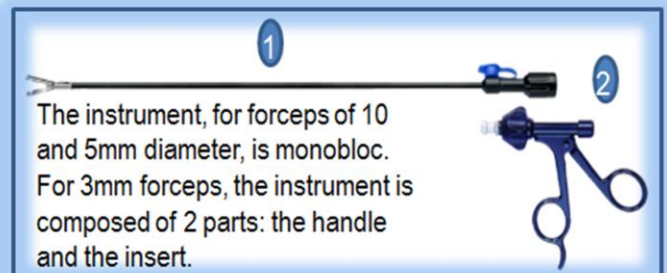 1
2
The instrument, for forceps of 10
and 5mm diameter, is monobloc.
For 3mm forceps, the instrument is
composed of 2 parts: the handle
and the insert.